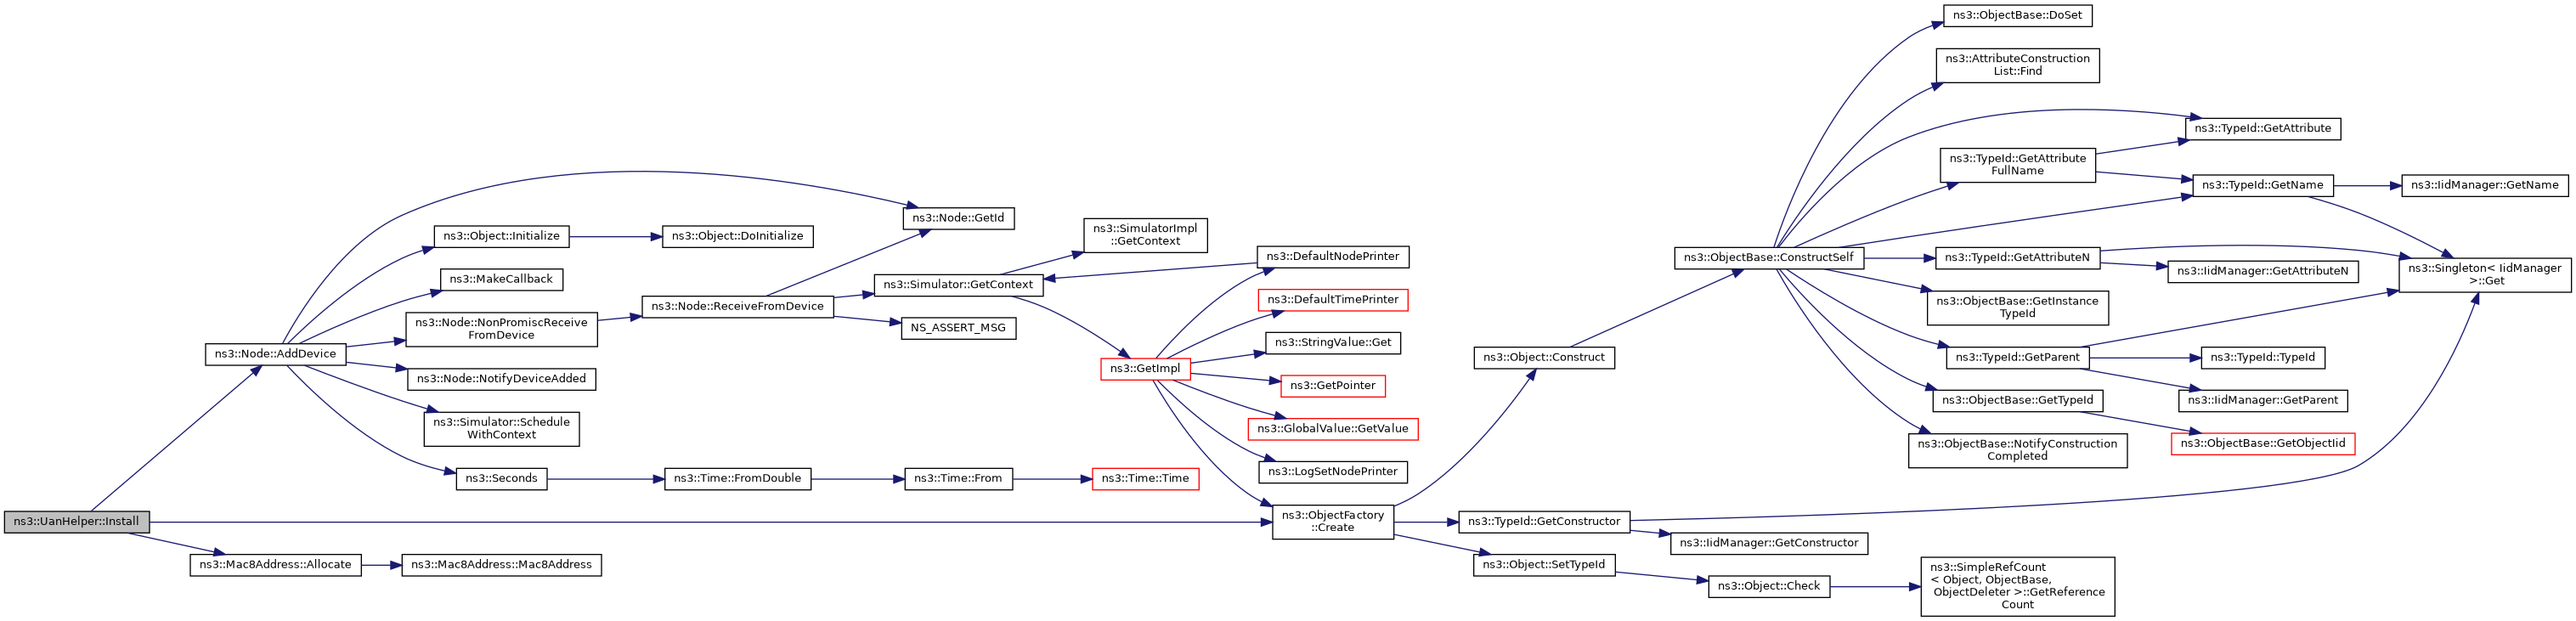 ns3::UanHelper::Install
ns3::Node::AddDevice
ns3::Mac8Address::Allocate
ns3::Mac8Address::Mac8Address
ns3::Object::Initialize
ns3::MakeCallback
ns3::Node::NonPromiscReceive
FromDevice
ns3::Node::NotifyDeviceAdded
ns3::Simulator::Schedule
WithContext
ns3::Seconds
ns3::Object::DoInitialize
ns3::Node::ReceiveFromDevice
ns3::Time::FromDouble
ns3::Node::GetId
ns3::Simulator::GetContext
NS_ASSERT_MSG
ns3::Time::From
ns3::SimulatorImpl
::GetContext
ns3::GetImpl
ns3::Time::Time
ns3::DefaultNodePrinter
ns3::DefaultTimePrinter
ns3::StringValue::Get
ns3::GetPointer
ns3::GlobalValue::GetValue
ns3::LogSetNodePrinter
ns3::ObjectFactory
::Create
ns3::Object::Construct
ns3::TypeId::GetConstructor
ns3::Object::SetTypeId
ns3::ObjectBase::ConstructSelf
ns3::IidManager::GetConstructor
ns3::Object::Check
ns3::ObjectBase::DoSet
ns3::AttributeConstruction
List::Find
ns3::TypeId::GetAttribute
FullName
ns3::TypeId::GetAttributeN
ns3::ObjectBase::GetInstance
TypeId
ns3::TypeId::GetParent
ns3::ObjectBase::GetTypeId
ns3::ObjectBase::NotifyConstruction
Completed
ns3::SimpleRefCount
< Object, ObjectBase,
ObjectDeleter >::GetReference
Count
ns3::TypeId::GetAttribute
ns3::TypeId::GetName
ns3::IidManager::GetAttributeN
ns3::TypeId::TypeId
ns3::IidManager::GetParent
ns3::ObjectBase::GetObjectIid
ns3::IidManager::GetName
ns3::Singleton< IidManager
>::Get